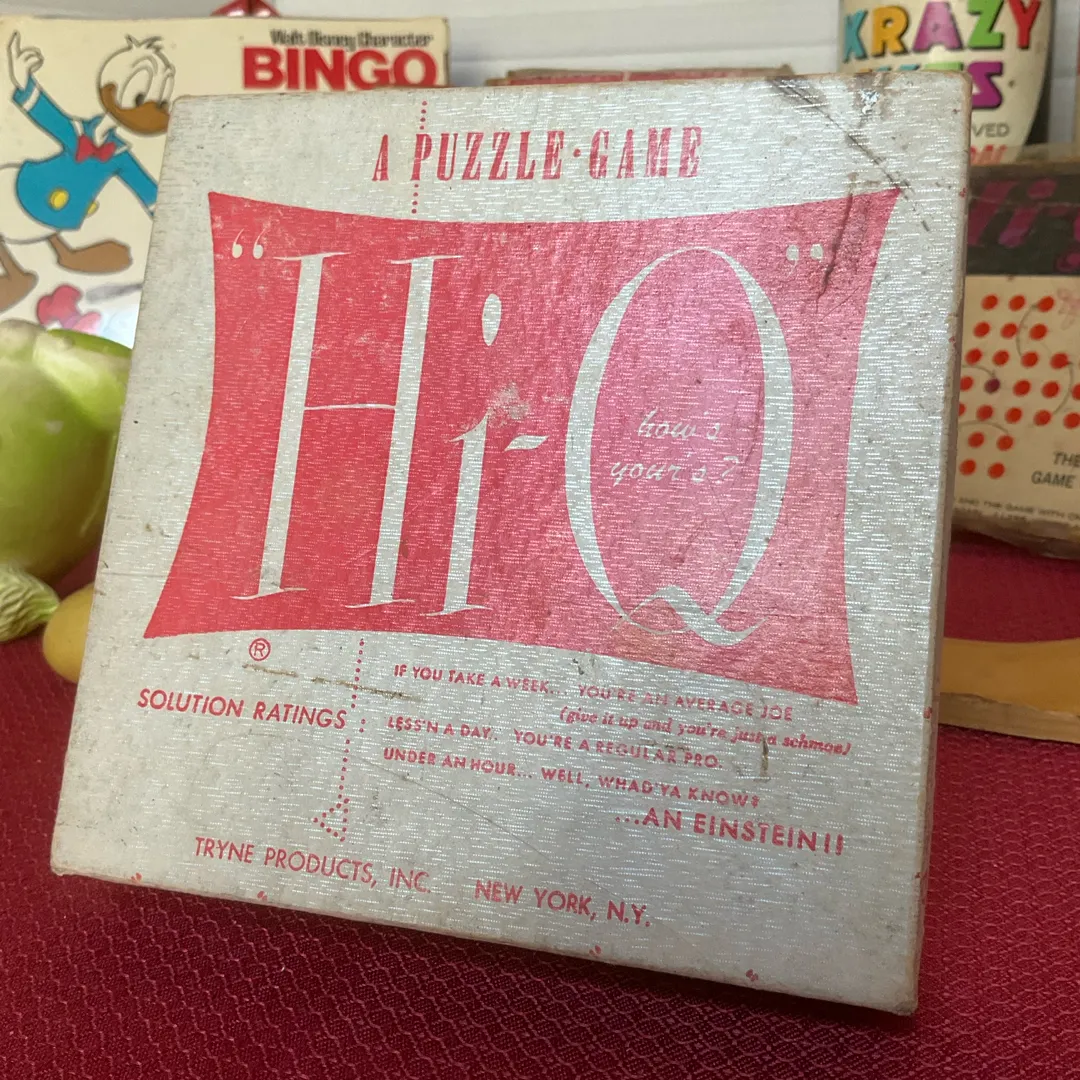 Walt Disney Character
BINGO
KRAZY
A PUZZLE·GAME
"Hi-Q"
how's
your's?
®
SOLUTION RATINGS
IF YOU TAKE A WEEK... YOU'RE AN AVERAGE JOE
(give it up and you're just a schmoe)
LESS'N A DAY.. YOU'RE A REGULAR PRO.
UNDER AN HOUR... WELL, WHAD'YA KNOW?
...AN EINSTEIN!!
TRYNE PRODUCTS, INC. NEW YORK, N.Y.
THE
GAME